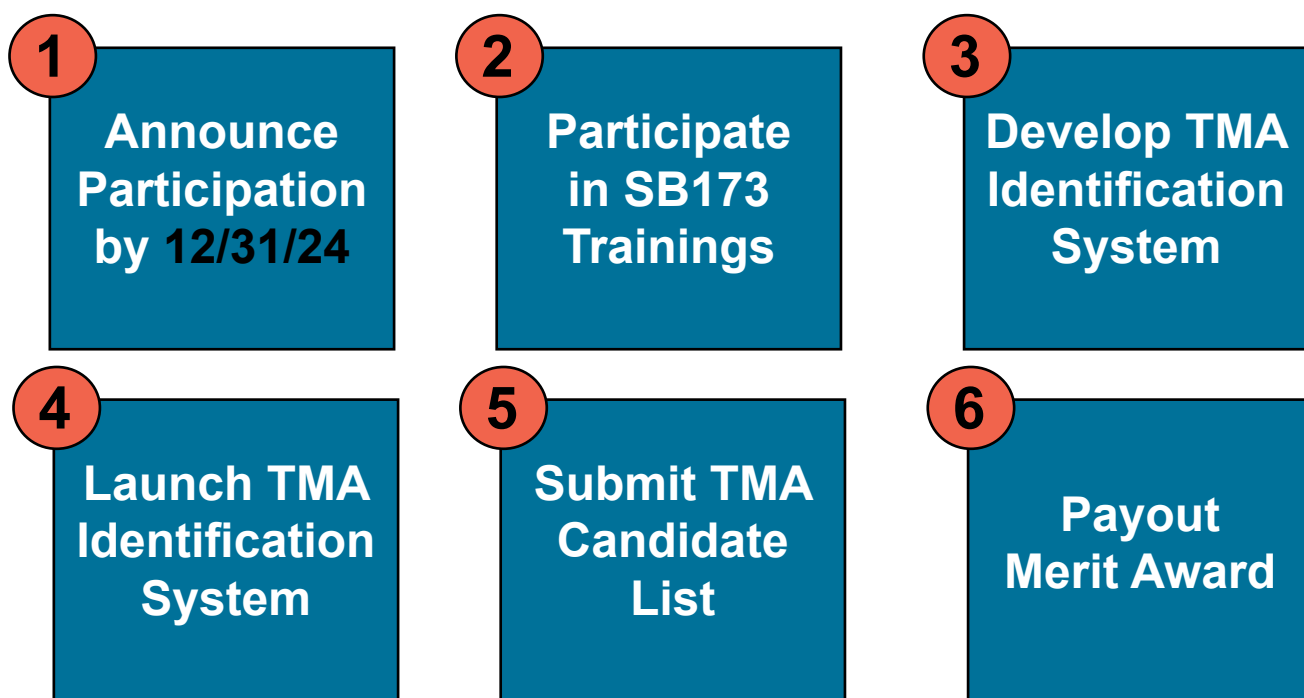 1
Announce
Participation
by 12/31/24
2
Participate
in SB173
Trainings
3
Develop TMA
Identification
System
4
Launch TMA
Identification
System
5
Submit TMA
Candidate
List
6
Payout
Merit Award